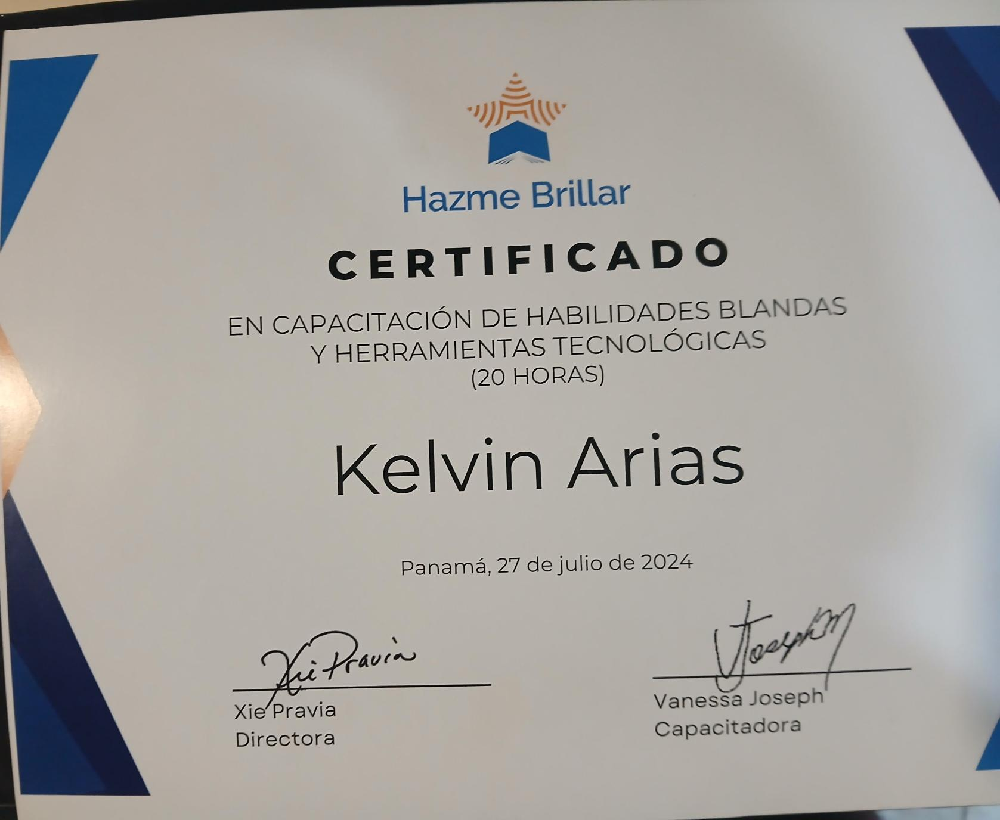 Hazme Brillar
CERTIFICADO
EN CAPACITACIÓN DE HABILIDADES BLANDAS
Y HERRAMIENTAS TECNOLÓGICAS
(20 HORAS)
Kelvin Arias
Panamá, 27 de julio de 2024
Xie Pravia
Xie Pravia
Directora
VJosephM
Vanessa Joseph
Capacitadora